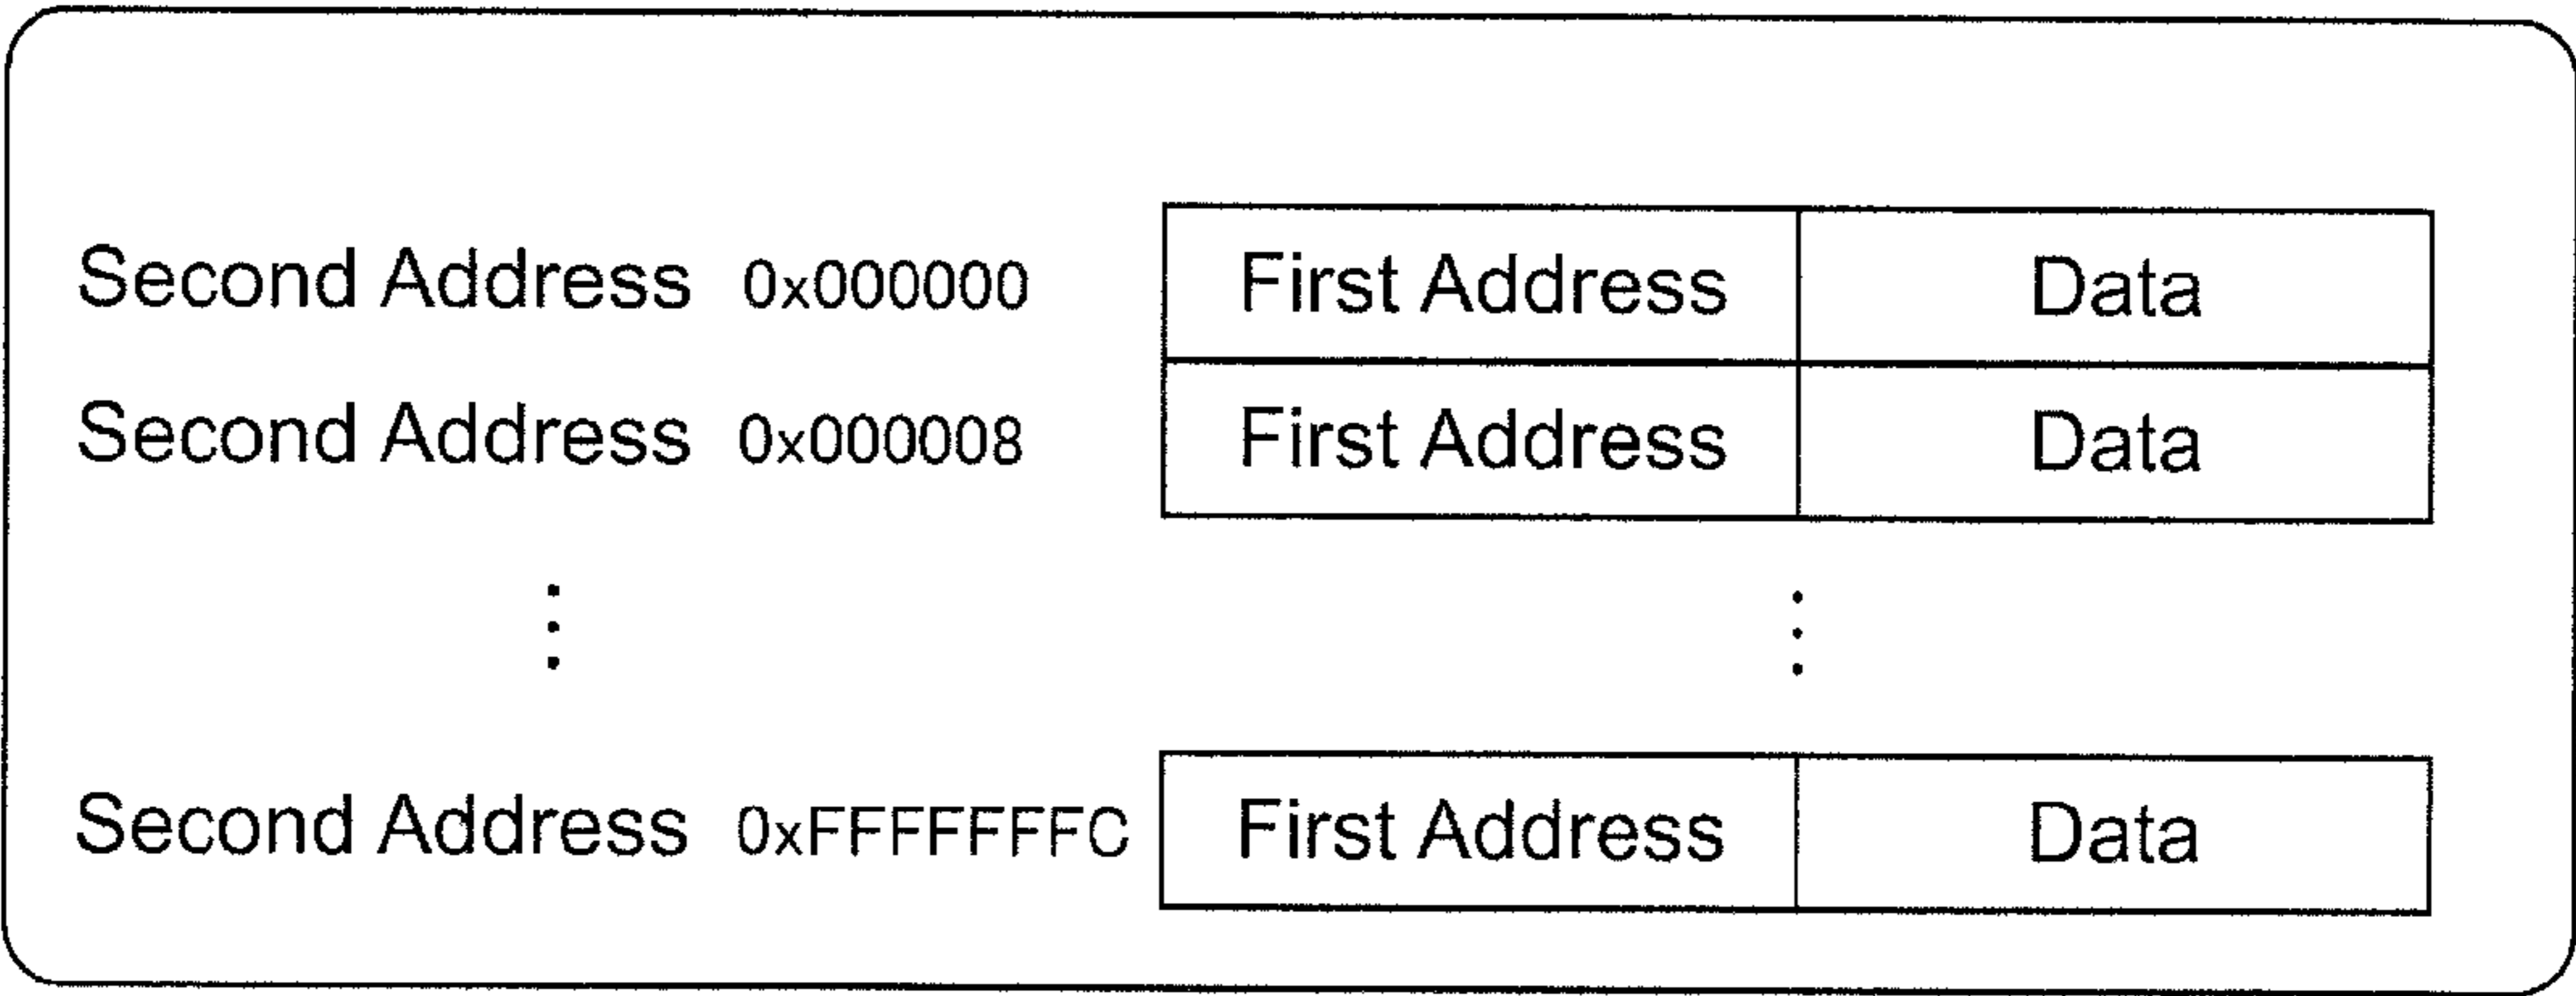 Second Address 0x000000 First Address Data
Second Address 0x000008 First Address Data
Second Address 0xFFFFFFFC First Address Data